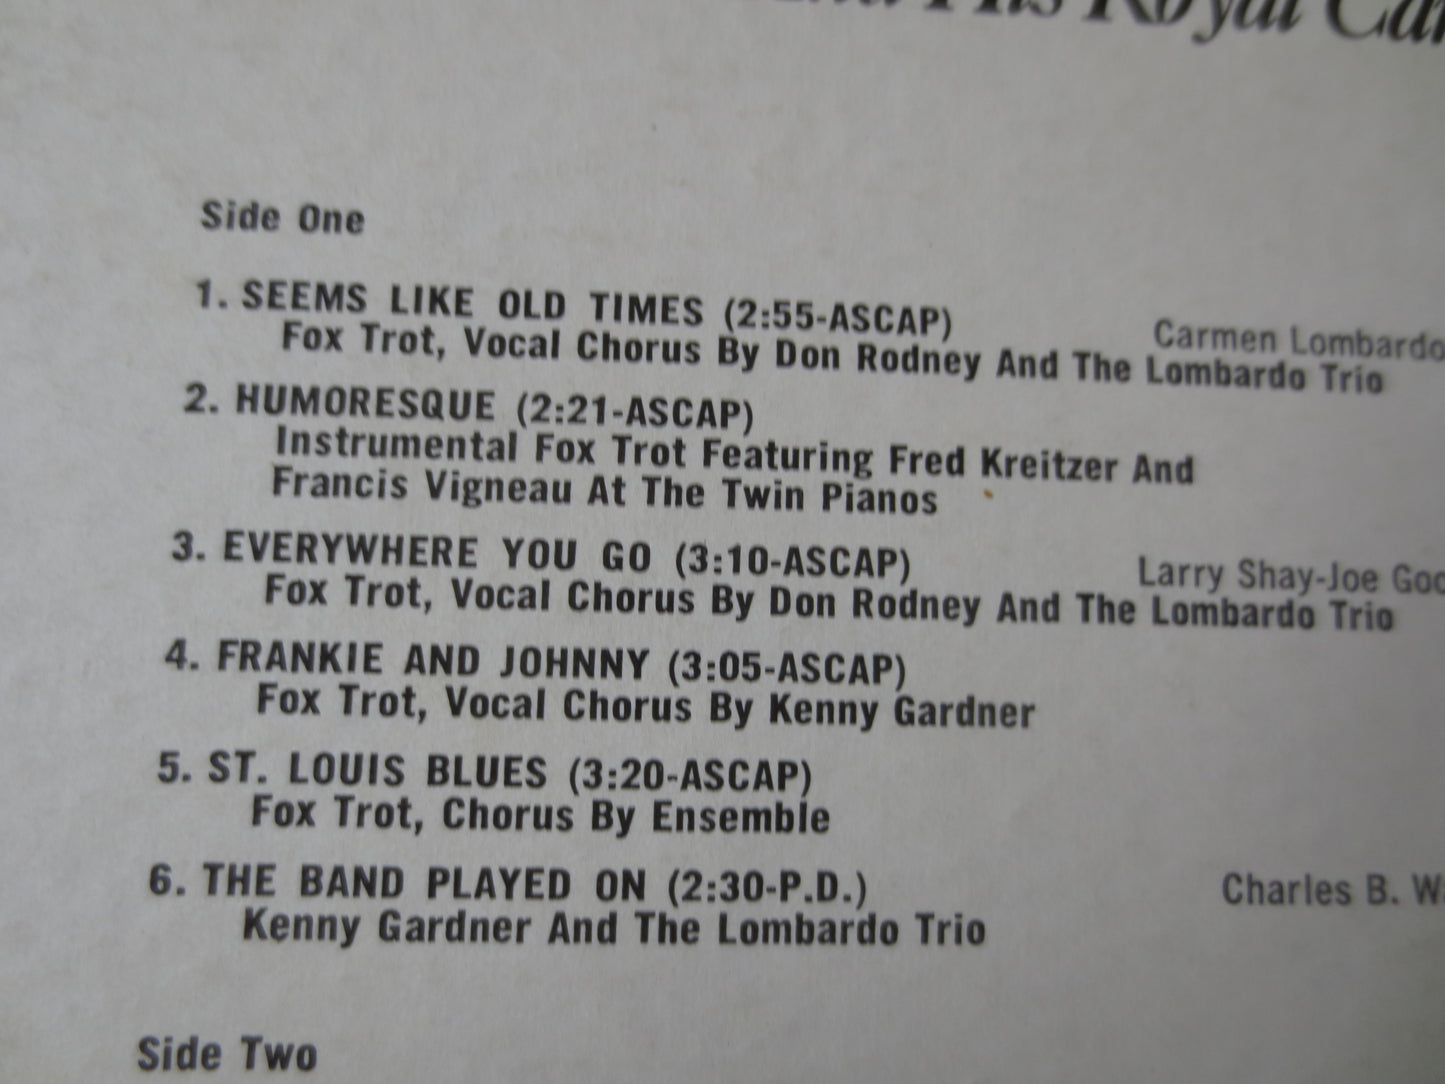 His Royal
Side One
1. SEEMS LIKE OLD TIMES (2:55-ASCAP) Carmen Lombardo
Fox Trot, Vocal Chorus By Don Rodney And The Lombardo Trio
2. HUMORESQUE (2:21-ASCAP)
Instrumental Fox Trot Featuring Fred Kreitzer And
Francis Vigneau At The Twin Pianos
3. EVERYWHERE YOU GO (3:10-ASCAP) Larry Shay-Joe
Fox Trot, Vocal Chorus By Don Rodney And The Lombardo Trio
4. FRANKIE AND JOHNNY (3:05-ASCAP)
Fox Trot, Vocal Chorus By Kenny Gardner
5. ST. LOUIS BLUES (3:20-ASCAP)
Fox Trot, Chorus By Ensemble
6. THE BAND PLAYED ON (2:30-P.D.) Charles B.
Kenny Gardner And The Lombardo Trio
Side Two